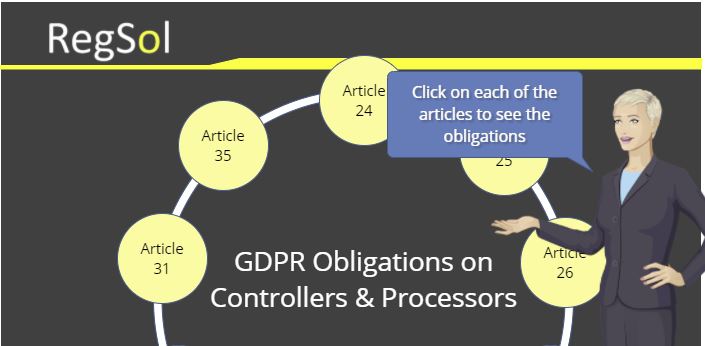 RegSol
Article
24
Click on each of the
articles to see the
obligations
Article
35
25
Article
31
GDPR Obligations on
Controllers & Processors
Article
26